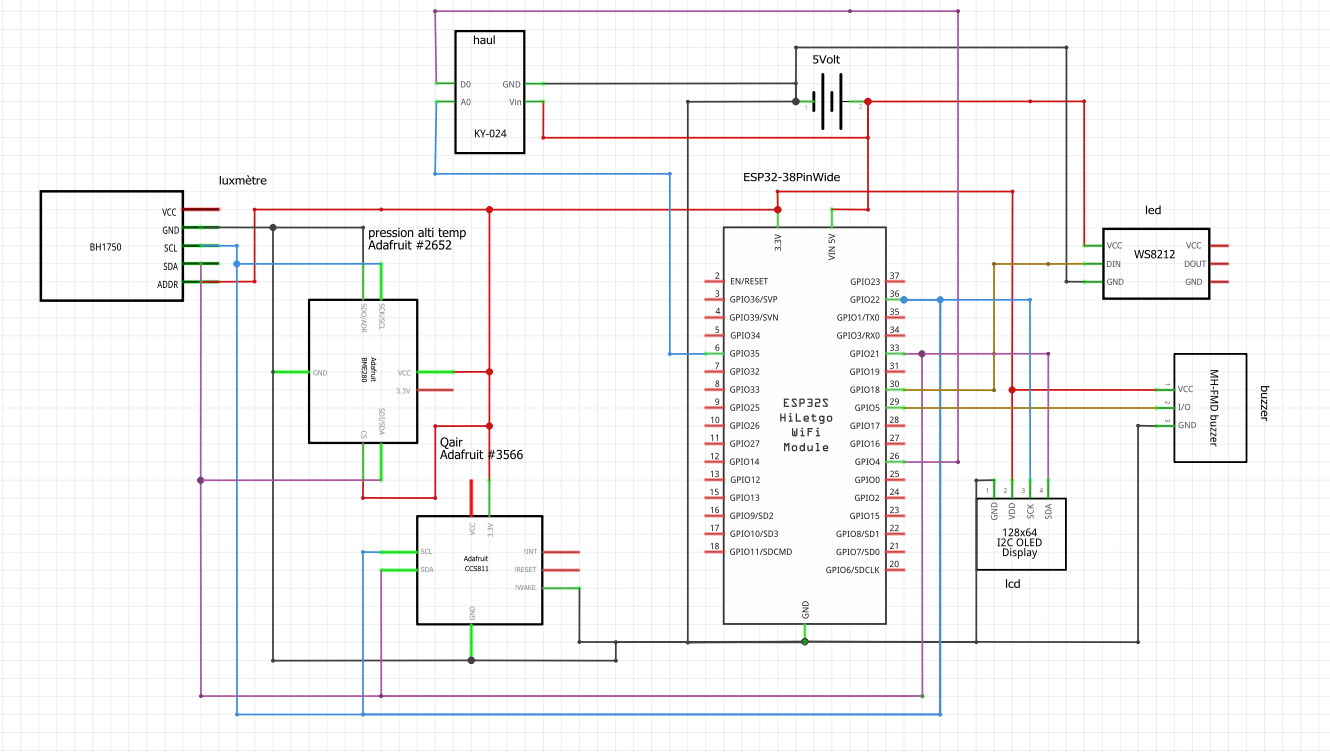 haul
D0
GND
A0
Vin
KY-024
5Volt
1
2
ESP32-38PinWide
luxmètre
BH1750
VCC
GND
SCL
SDA
ADDR
pression alti temp
Adafruit #2652
SDO/ADR
SCK/SCL
Adafruit
BME280
GND
VCC
3.3V
CS
SDI/SDA
Qair
Adafruit #3566
VCC
3.3V
SCL
SDA
Adafruit
CCS811
!INT
!RESET
!WAKE
GND
3.3V
VIN 5V
2 EN/RESET
3 GPIO36/SVP
4 GPIO39/SVN
5 GPIO34
6 GPIO35
7 GPIO32
8 GPIO33
9 GPIO25
10 GPIO26
11 GPIO27
12 GPIO14
13 GPIO12
15 GPIO13
16 GPIO9/SD2
17 GPIO10/SD3
18 GPIO11/SDCMD
ESP32S
HiLetgo
WiFi
Module
GPIO23 37
GPIO22 36
GPIO1/TX0 35
GPIO3/RX0 34
GPIO21 33
GPIO19 31
GPIO18 30
GPIO5 29
GPIO17 28
GPIO16 27
GPIO4 26
GPIO0 25
GPIO2 24
GPIO15 23
GPIO8/SD1 22
GPIO7/SD0 21
GPIO6/SDCLK 20
GND
led
VCC
DIN
GND
WS8212
VCC
DOUT
GND
1
2
3
VCC
I/O
GND
MH-FMD buzzer
buzzer
1
2
3
4
GND
VDD
SCK
SDA
128x64
I2C OLED
Display
lcd